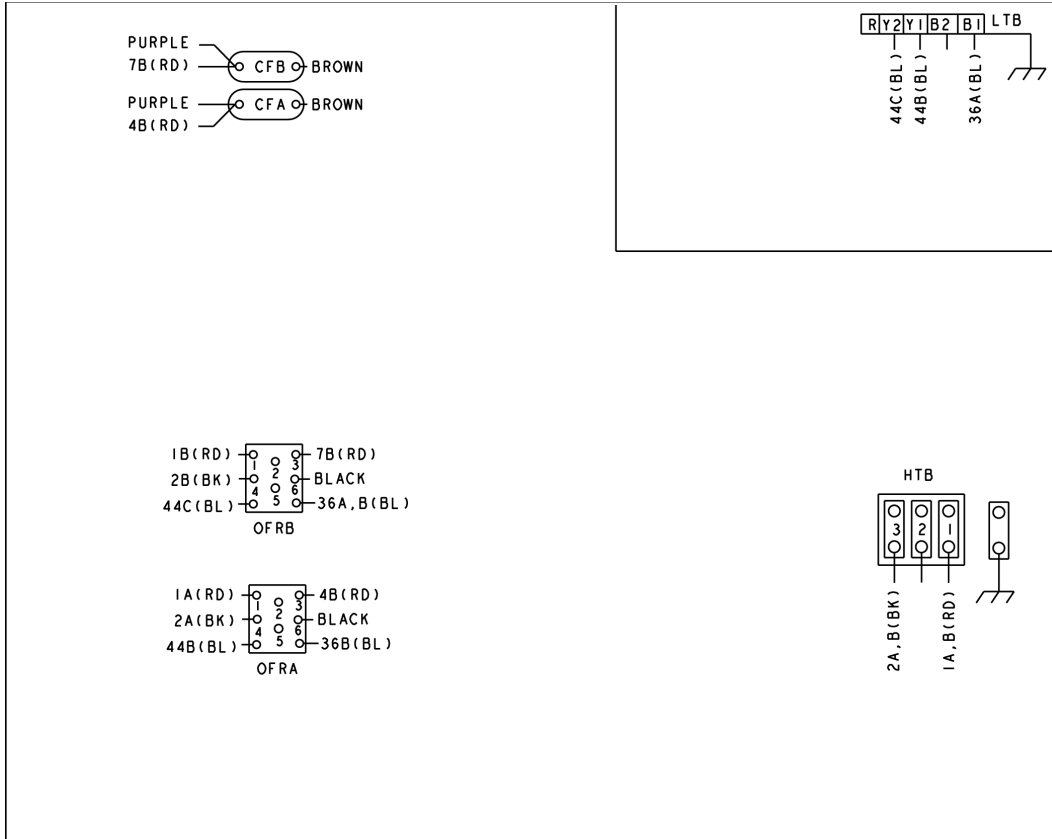 R Y2 Y1 B2 B1 LTB
44C(BL)
44B(BL)
36A(BL)
PURPLE
7B(RD) CFB BROWN
PURPLE CFA BROWN
4B(RD)
1B(RD) 7B(RD)
1 2 3
2B(BK) BLACK
4 5 6
44C(BL) 36A,B(BL)
OFRB
HTB
3 2 1
2A,B(BK)
1A,B(RD)
1A(RD) 4B(RD)
1 2 3
2A(BK) BLACK
4 5 6
44B(BL) 36B(BL)
OFRA